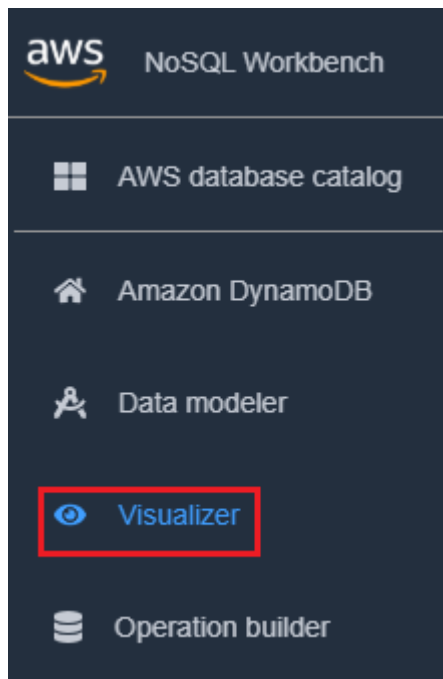 aws NoSQL Workbench
AWS database catalog
Amazon DynamoDB
Data modeler
Visualizer
Operation builder